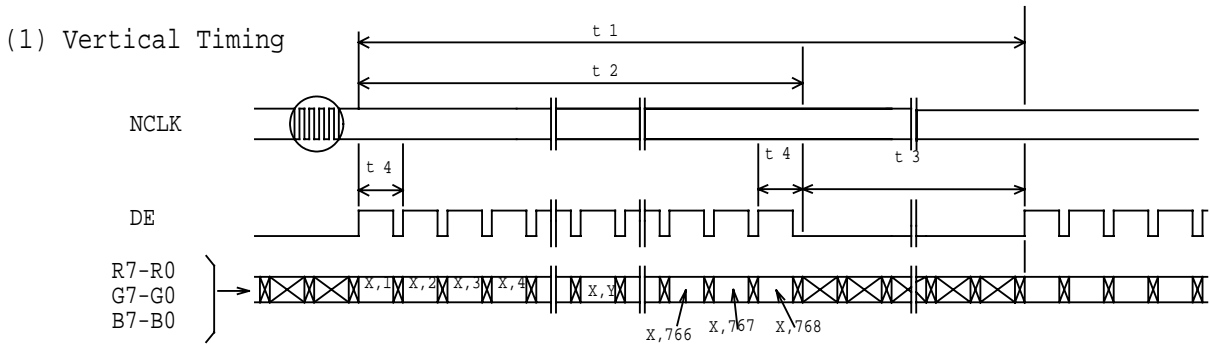 (1) Vertical Timing
t 1
t 2
NCLK
t 4
t 4
t 3
DE
R7-R0
G7-G0
B7-B0
X,1
X,2
X,3
X,4
X,Y
X,766
X,767
X,768